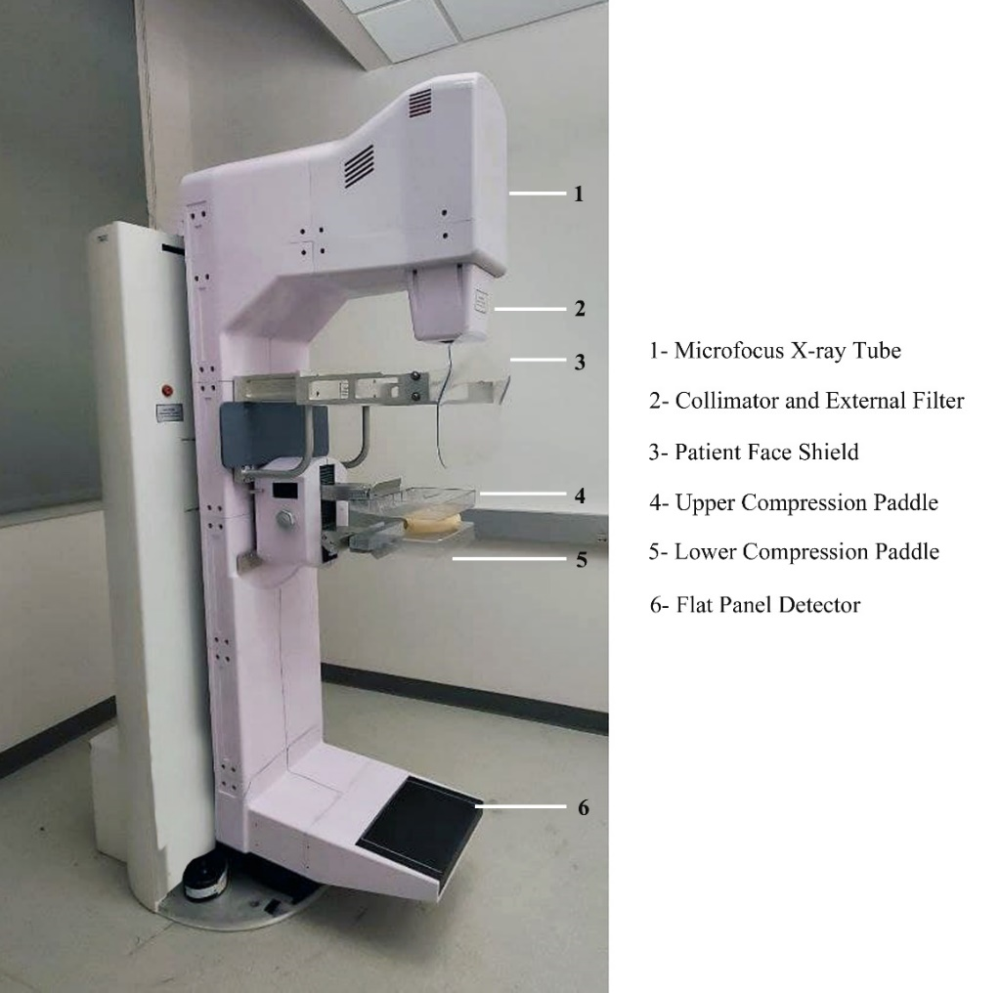 1
2
3
4
5
6
1- Microfocus X-ray Tube
2- Collimator and External Filter
3- Patient Face Shield
4- Upper Compression Paddle
5- Lower Compression Paddle
6- Flat Panel Detector